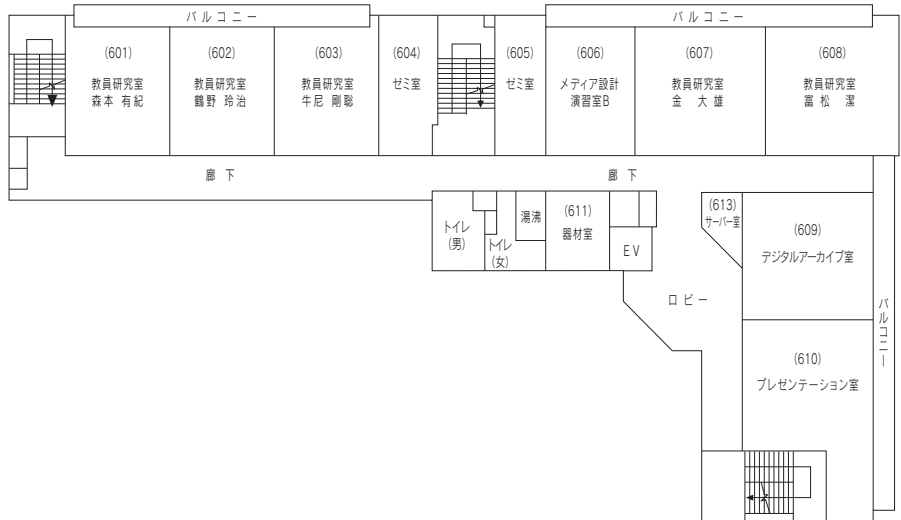 バルコニー
バルコニー
(601)
教員研究室
森本 有紀
(602)
教員研究室
鶴野 玲治
(603)
教員研究室
牛尼 剛聡
(604)
ゼミ室
(605)
ゼミ室
(606)
メディア設計
演習室B
(607)
教員研究室
金 大雄
(608)
教員研究室
富松 潔
廊下
廊下
トイレ
(男)
トイレ
(女)
湯沸
(611)
器材室
EV
(613)
サーバー室
(609)
デジタルアーカイブ室
ロビー
バルコニー
(610)
プレゼンテーション室